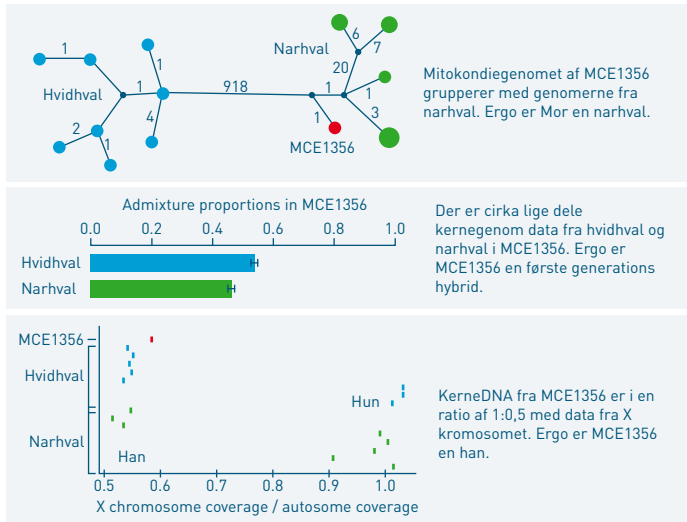 Narhval
6
7
1
1
20
Hvidhval
1
918
1
1
Mitokondiegenomet af MCE1356
grupperer med genomerne fra
narhval. Ergo er Mor en narhval.
2
1
4
1
3
MCE1356
Admixture proportions in MCE1356
0.0 0.2 0.4 0.6 0.8 1.0
Hvidhval
Narhval
Der er cirka lige dele
kernegenom data fra hvidhval og
narhval i MCE1356. Ergo er
MCE1356 en første generations
hybrid.
MCE1356
Hvidhval
Hun
Narhval
Han
0.5 0.6 0.7 0.8 0.9 1.0
X chromosome coverage / autosome coverage
KerneDNA fra MCE1356 er i en
ratio af 1:0,5 med data fra X
kromosomet. Ergo er MCE1356
en han.